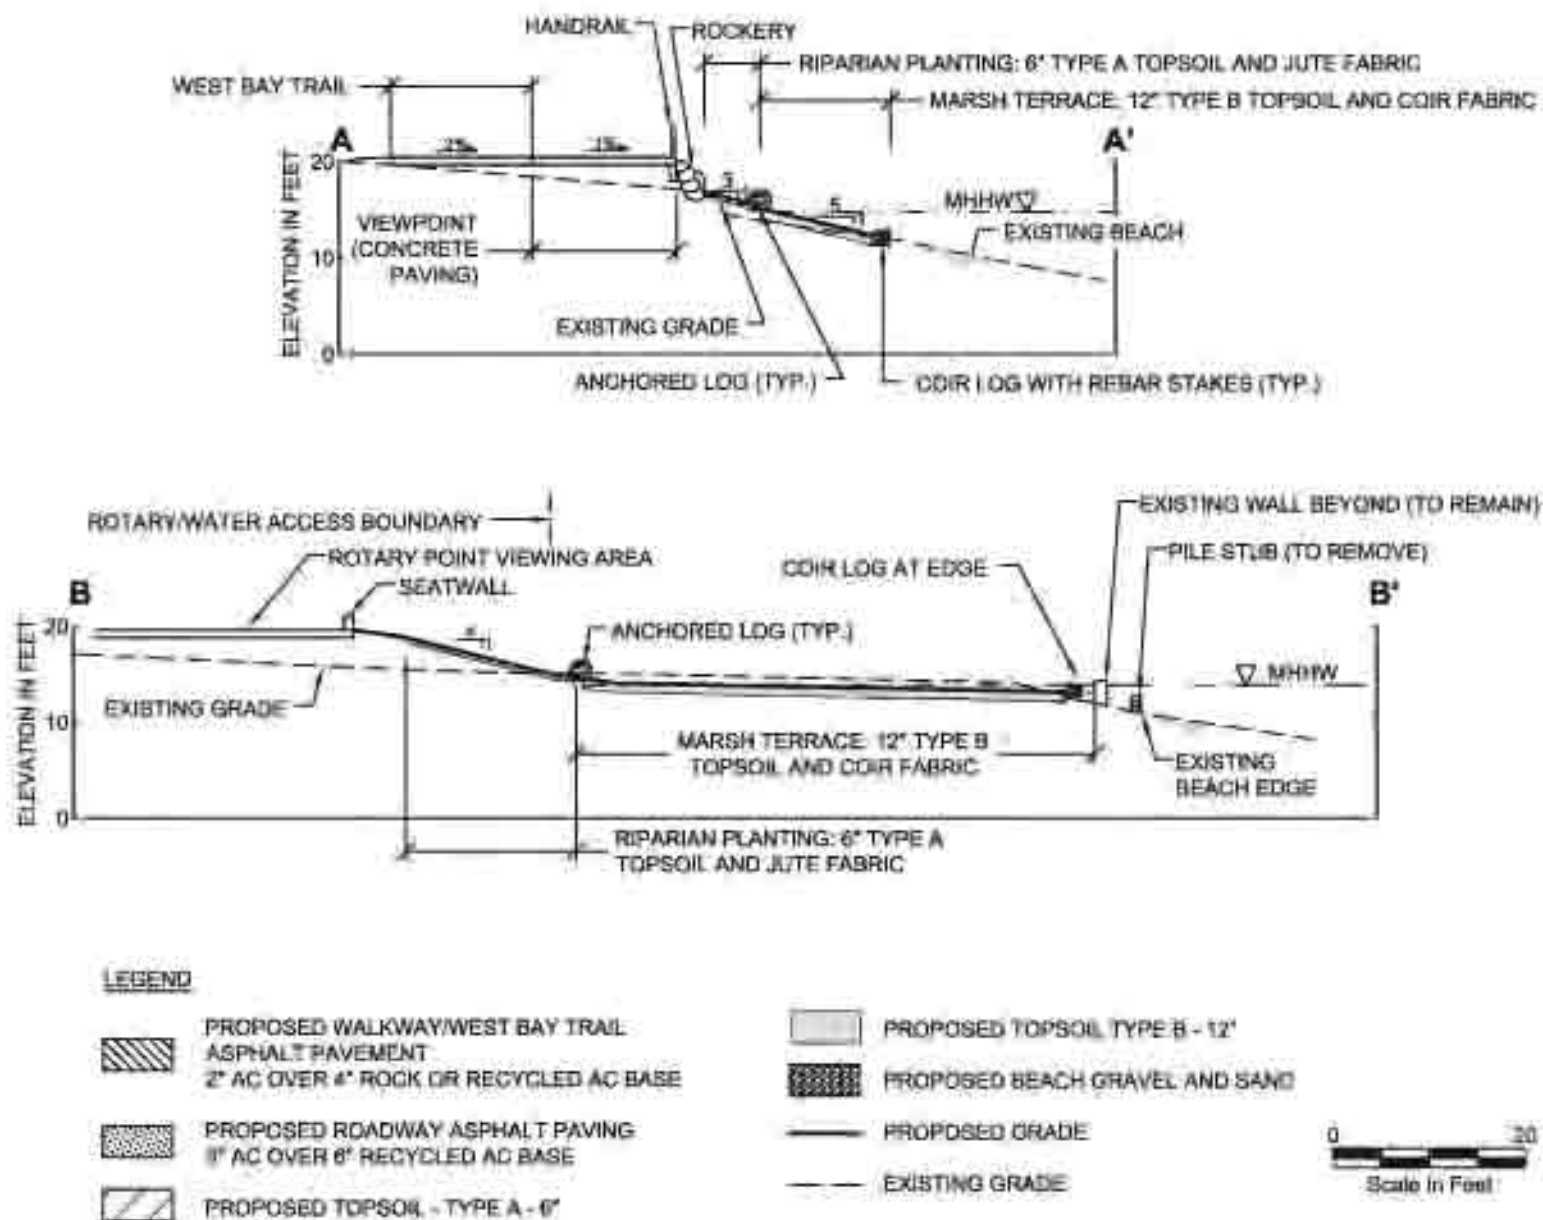 HANDRAIL
ROCKERY
RIPARIAN PLANTING: 6" TYPE A TOPSOIL AND JUTE FABRIC
WEST BAY TRAIL
MARSH TERRACE: 12" TYPE B TOPSOIL AND COIR FABRIC
A
A'
20
10
0
ELEVATION IN FEET
2%
1%
3
5
1
MHHW
VIEWPOINT
(CONCRETE
PAVING)
EXISTING BEACH
EXISTING GRADE
ANCHORED LOG (TYP.)
COIR LOG WITH REBAR STAKES (TYP.)
ROTARY/WATER ACCESS BOUNDARY
EXISTING WALL BEYOND (TO REMAIN)
ROTARY POINT VIEWING AREA
PILE STUB (TO REMOVE)
COIR LOG AT EDGE
SEATWALL
B
B'
20
10
0
ELEVATION IN FEET
1
ANCHORED LOG (TYP.)
MHHW
EXISTING GRADE
MARSH TERRACE: 12" TYPE B
TOPSOIL AND COIR FABRIC
EXISTING
BEACH EDGE
RIPARIAN PLANTING: 6" TYPE A
TOPSOIL AND JUTE FABRIC
LEGEND
PROPOSED WALKWAY/WEST BAY TRAIL
ASPHALT PAVEMENT
2" AC OVER 4" ROCK OR RECYCLED AC BASE
PROPOSED ROADWAY ASPHALT PAVING
AC OVER 6" RECYCLED AC BASE
PROPOSED TOPSOIL - TYPE A - 6"
PROPOSED TOPSOIL TYPE B - 12"
PROPOSED BEACH GRAVEL AND SAND
PROPOSED GRADE
EXISTING GRADE
0
20
Scale in Feet